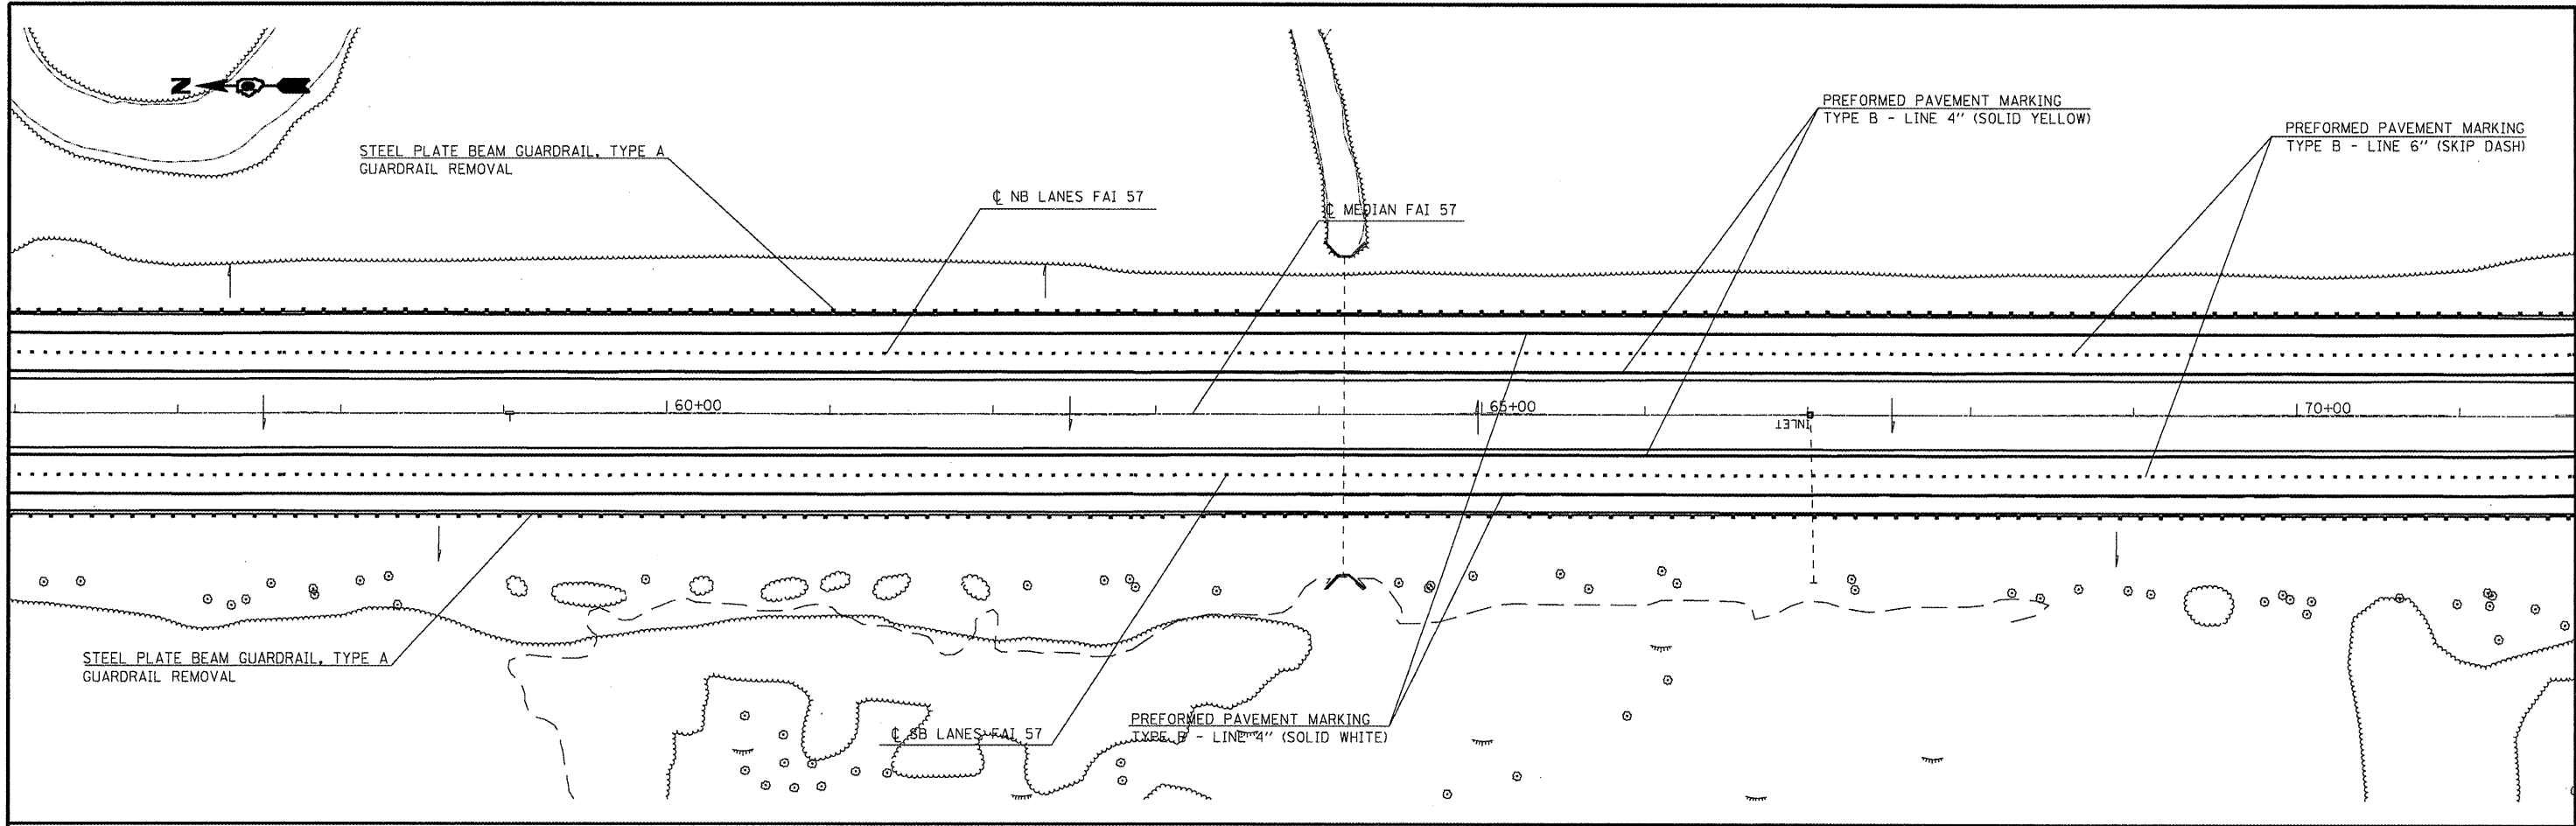 N
PREFORMED PAVEMENT MARKING
TYPE B - LINE 4" (SOLID YELLOW)
PREFORMED PAVEMENT MARKING
TYPE B - LINE 6" (SKIP DASH)
STEEL PLATE BEAM GUARDRAIL, TYPE A
GUARDRAIL REMOVAL
℄ NB LANES FAI 57
℄ MEDIAN FAI 57
60+00
65+00
70+00
INLET
STEEL PLATE BEAM GUARDRAIL, TYPE A
GUARDRAIL REMOVAL
℄ SB LANES FAI 57
PREFORMED PAVEMENT MARKING
TYPE B - LINE 4" (SOLID WHITE)